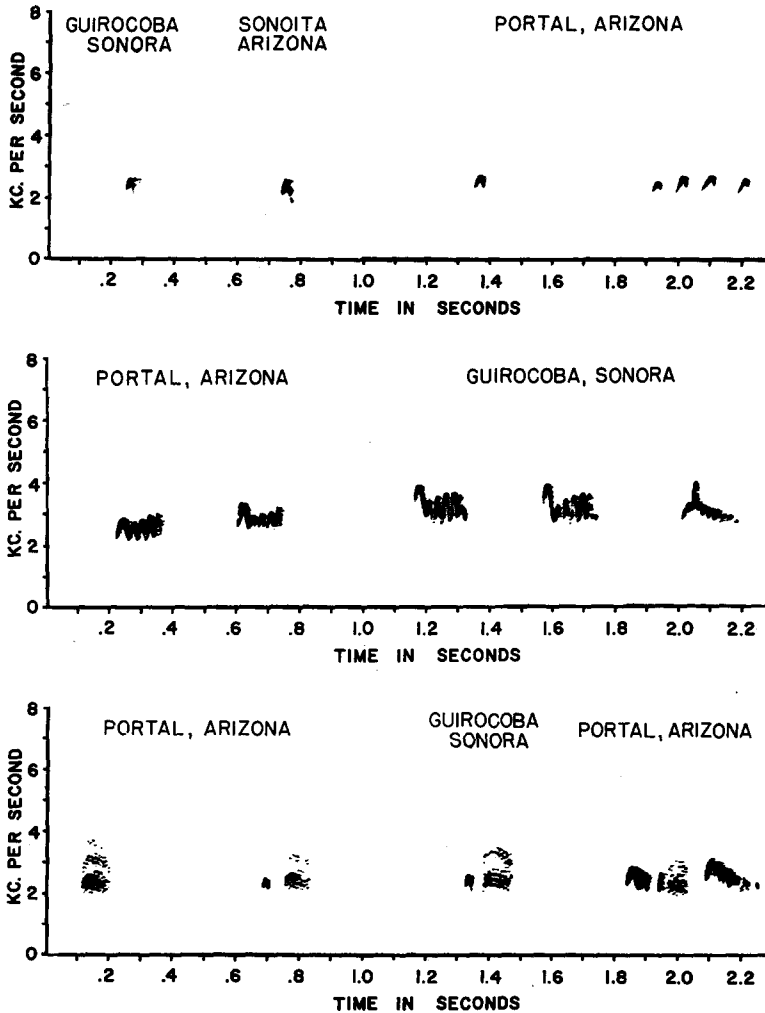 GUIROCOBA SONORA
SONOITA ARIZONA
PORTAL, ARIZONA
KC. PER SECOND
8
6
4
2
0
.2 .4 .6 .8 1.0 1.2 1.4 1.6 1.8 2.0 2.2
TIME IN SECONDS
PORTAL, ARIZONA
GUIROCOBA, SONORA
KC. PER SECOND
8
6
4
2
0
.2 .4 .6 .8 1.0 1.2 1.4 1.6 1.8 2.0 2.2
TIME IN SECONDS
PORTAL, ARIZONA
GUIROCOBA SONORA
PORTAL, ARIZONA
KC. PER SECOND
8
6
4
2
0
.2 .4 .6 .8 1.0 1.2 1.4 1.6 1.8 2.0 2.2
TIME IN SECONDS